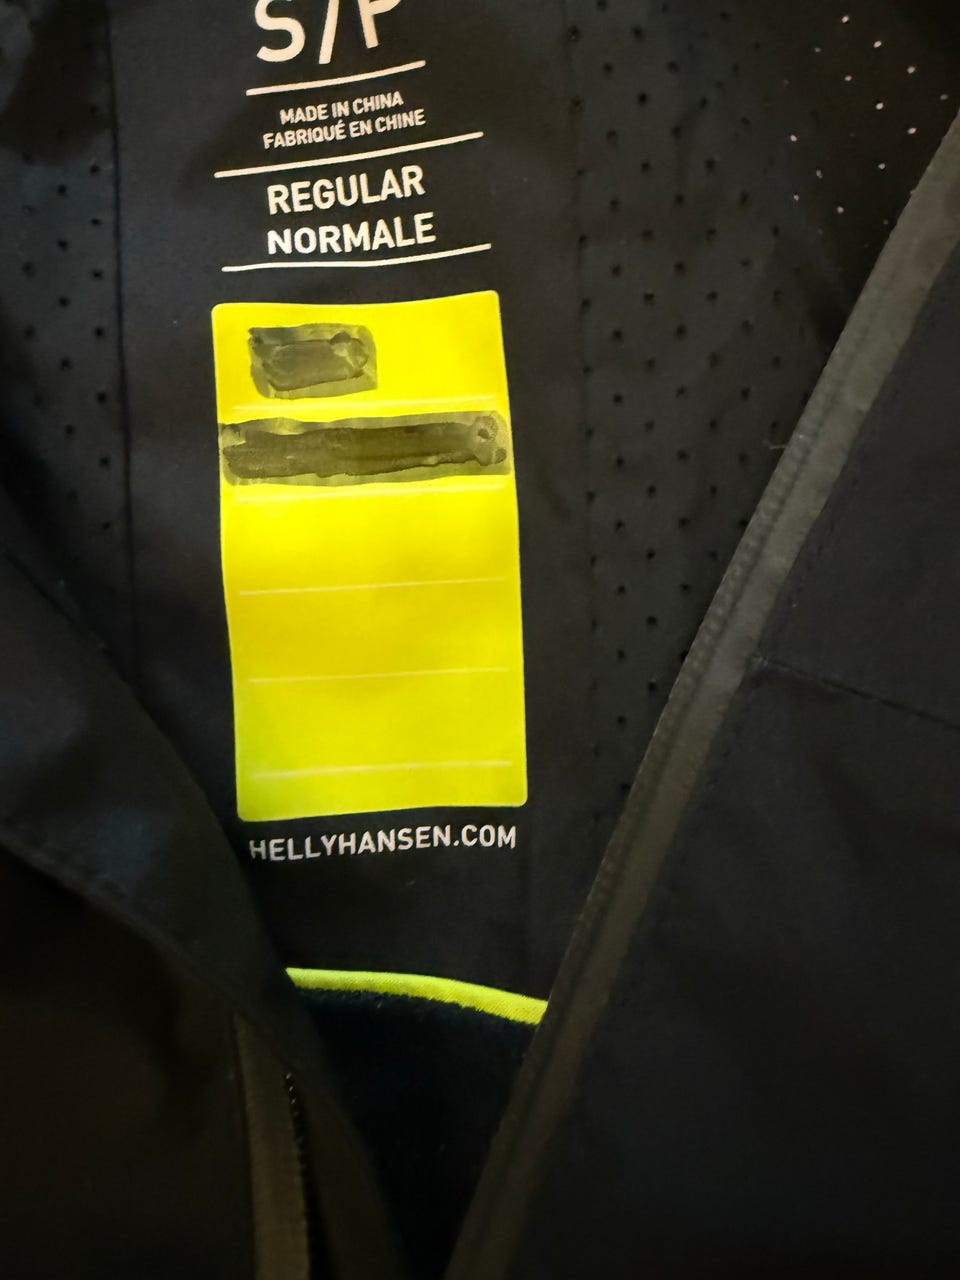 S/P
MADE IN CHINA
FABRIQUÉ EN CHINE
REGULAR
NORMALE
HELLYHANSEN.COM